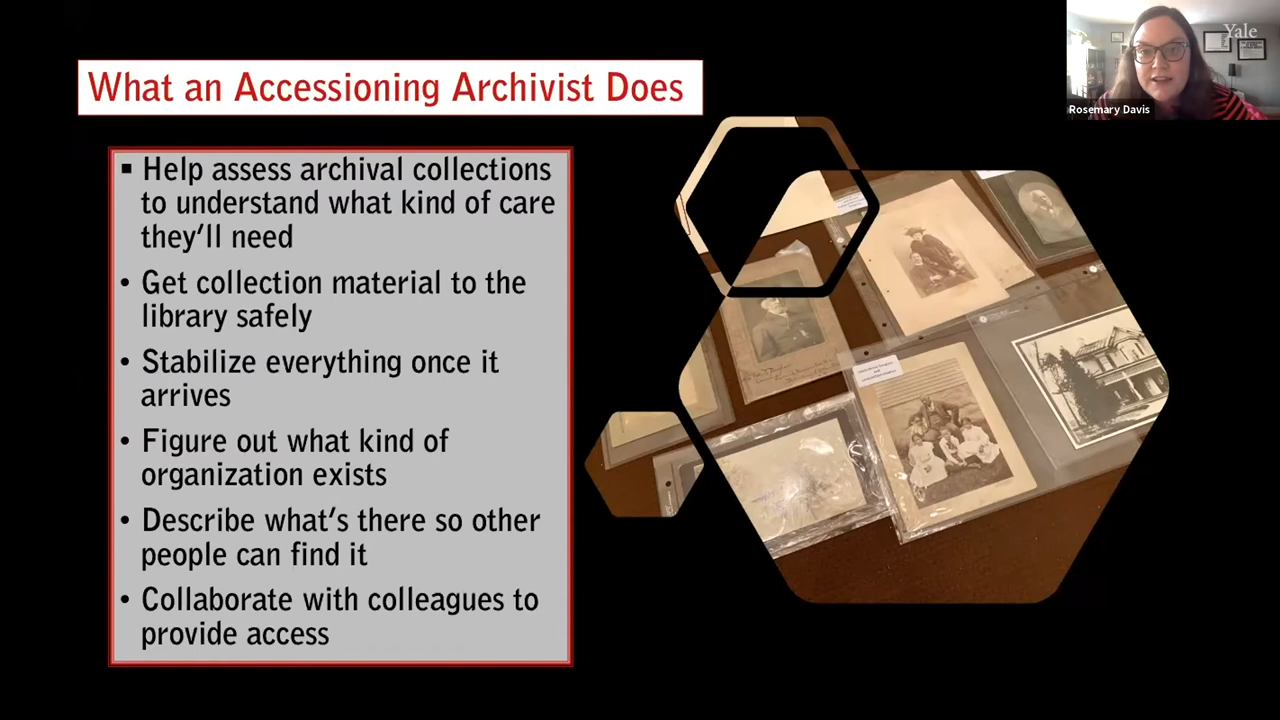 Yale
Rosemary Davis
What an Accessioning Archivist Does
▪ Help assess archival collections
to understand what kind of care
they'll need
• Get collection material to the
library safely
• Stabilize everything once it
arrives
• Figure out what kind of
organization exists
• Describe what's there so other
people can find it
• Collaborate with colleagues to
provide access